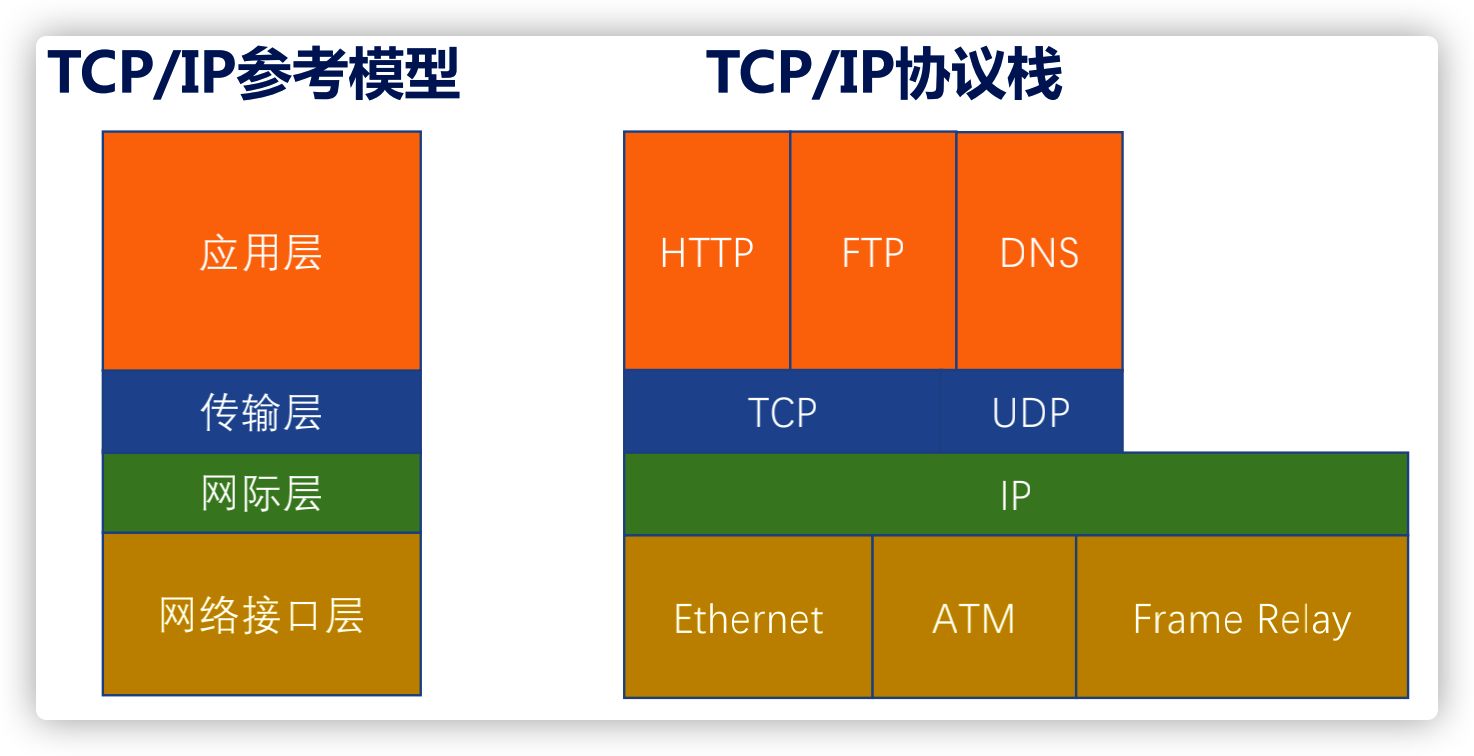 TCP/IP参考模型
应用层
传输层
网际层
网络接口层
TCP/IP协议栈
HTTP FTP DNS
TCP UDP
IP
Ethernet ATM Frame Relay